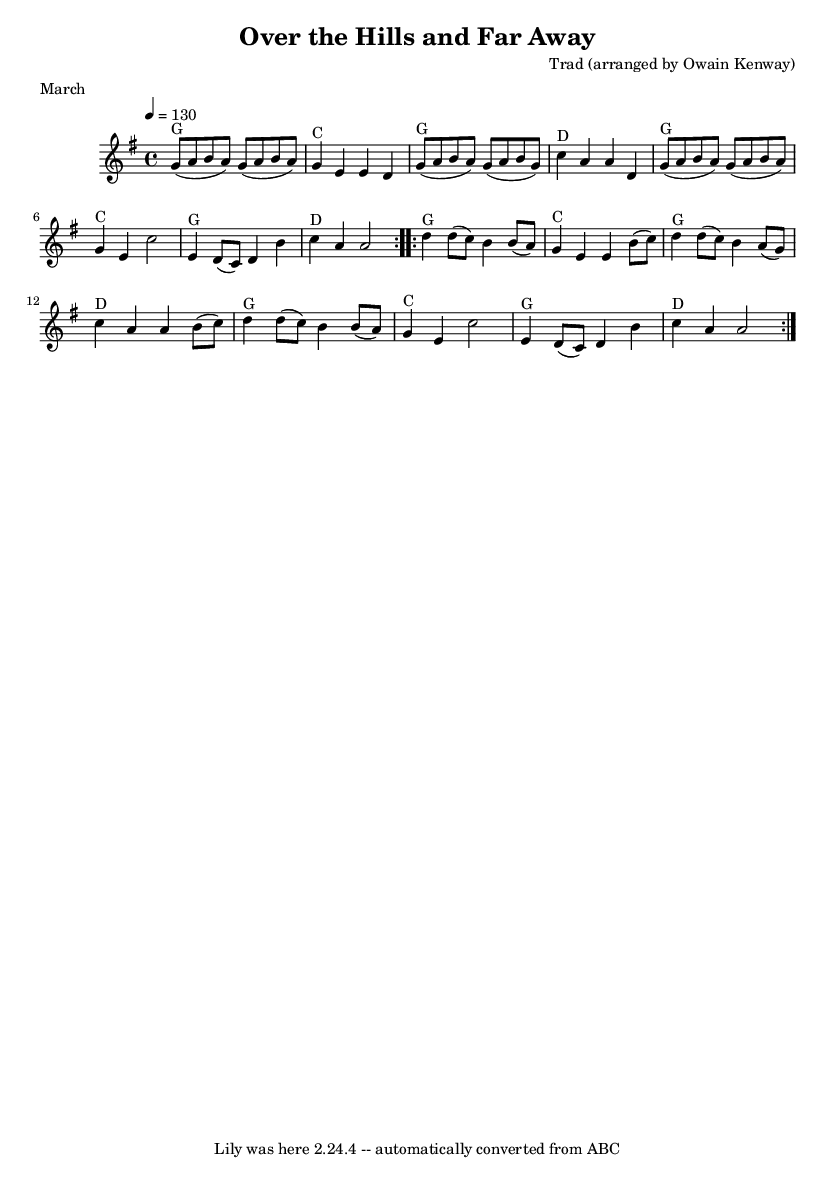 Over the Hills and Far Away
Trad (arranged by Owain Kenway)
March
= 130
G C G D G
6
C G D G C G
12
D G C G D
Lily was here 2.24.4 -- automatically converted from ABC